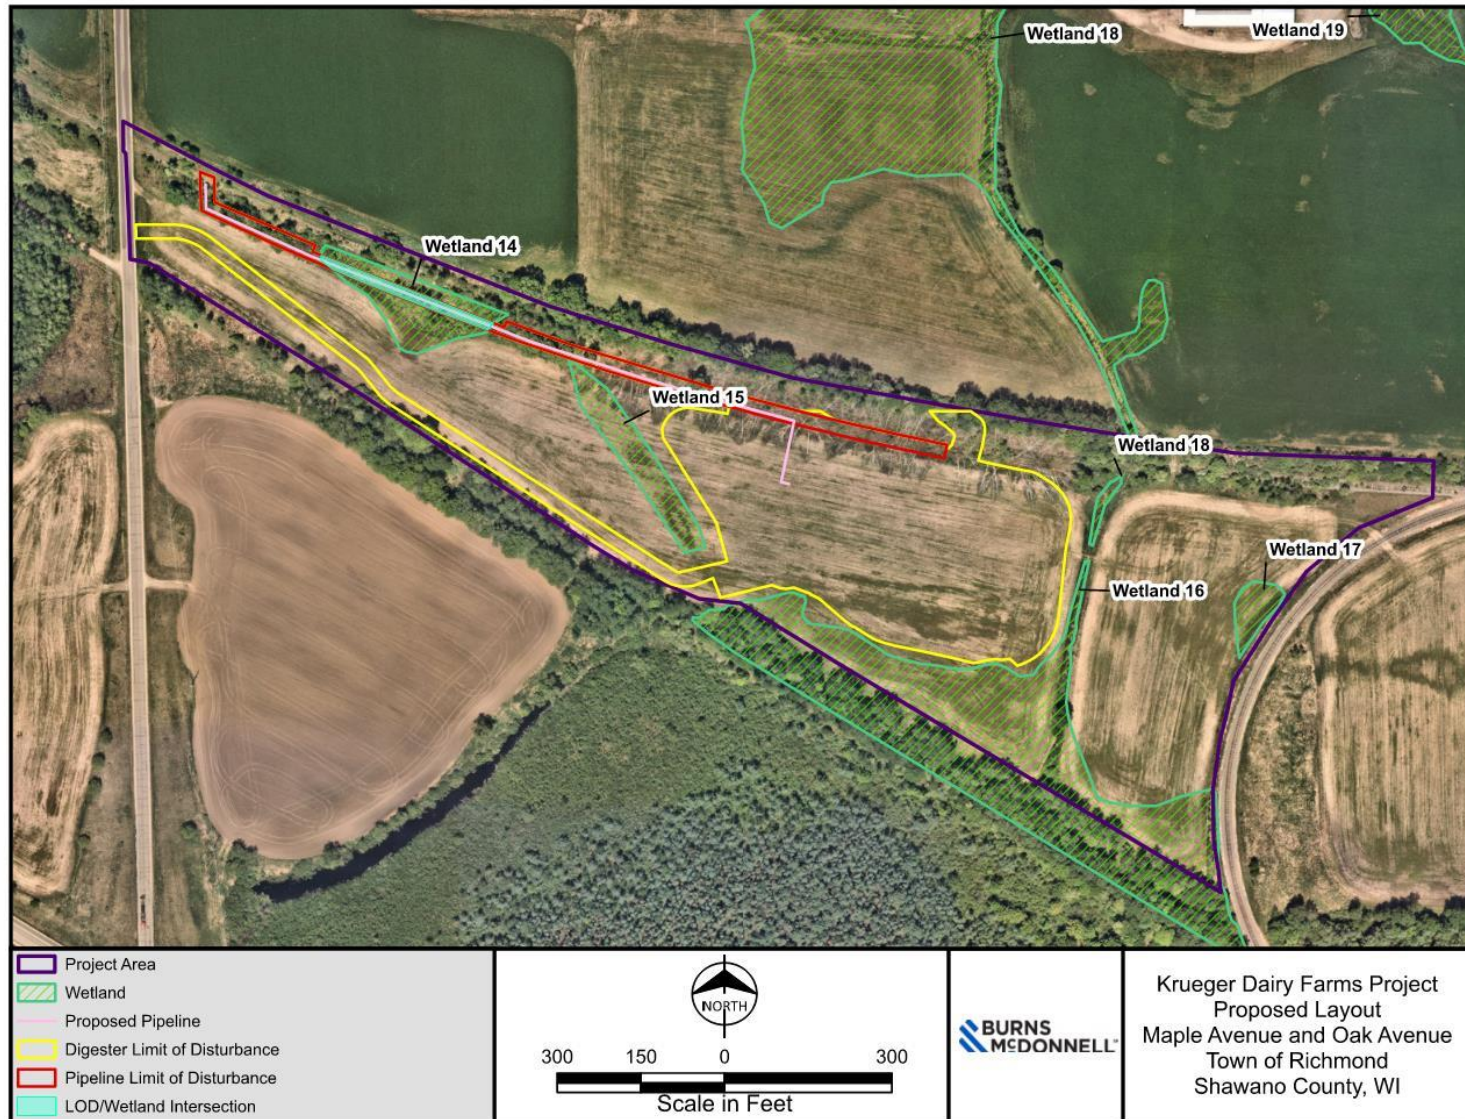 Wetland 18
Wetland 19
Wetland 14
Wetland 15
Wetland 18
Wetland 17
Wetland 16
Project Area
Wetland
Proposed Pipeline
Digester Limit of Disturbance
Pipeline Limit of Disturbance
LOD/Wetland Intersection
NORTH
300 150 0 300
Scale in Feet
BURNS
McDONNELL
Krueger Dairy Farms Project
Proposed Layout
Maple Avenue and Oak Avenue
Town of Richmond
Shawano County, WI